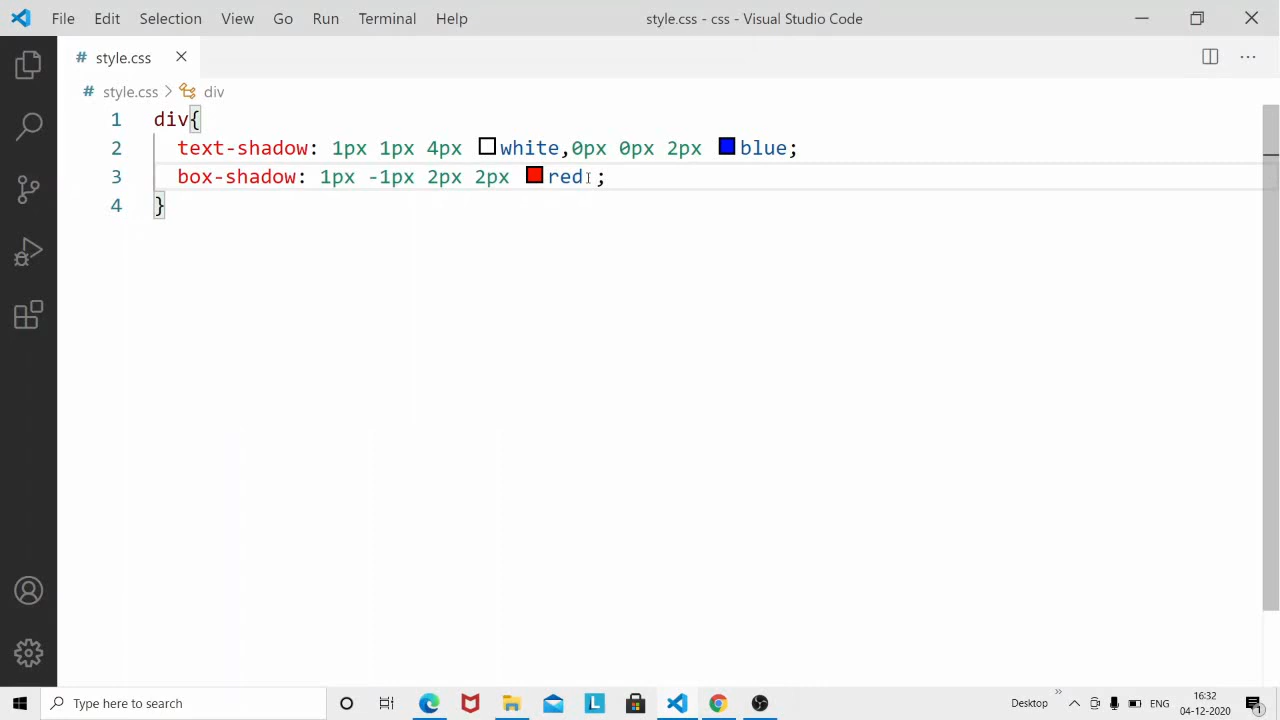 File Edit Selection View Go Run Terminal Help style.css - css - Visual Studio Code
# style.css
# style.css > div
1 div{
2 text-shadow: 1px 1px 4px white,0px 0px 2px blue;
3 box-shadow: 1px -1px 2px 2px red ;
4 }
Type here to search L Desktop ENG 16:32 1
04-12-2020